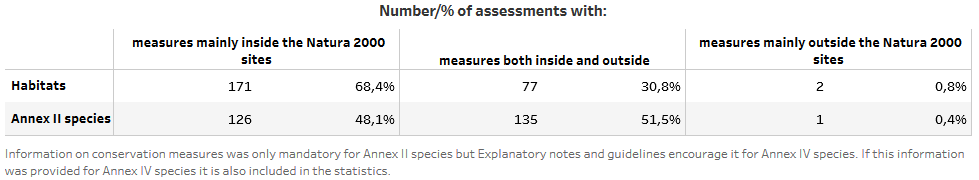 Number/% of assessments with:
measures mainly inside the Natura 2000 sites measures both inside and outside measures mainly outside the Natura 2000 sites
Habitats 171 68,4% 77 30,8% 2 0,8%
Annex II species 126 48,1% 135 51,5% 1 0,4%
Information on conservation measures was only mandatory for Annex II species but Explanatory notes and guidelines encourage it for Annex IV species. If this information
was provided for Annex IV species it is also included in the statistics.